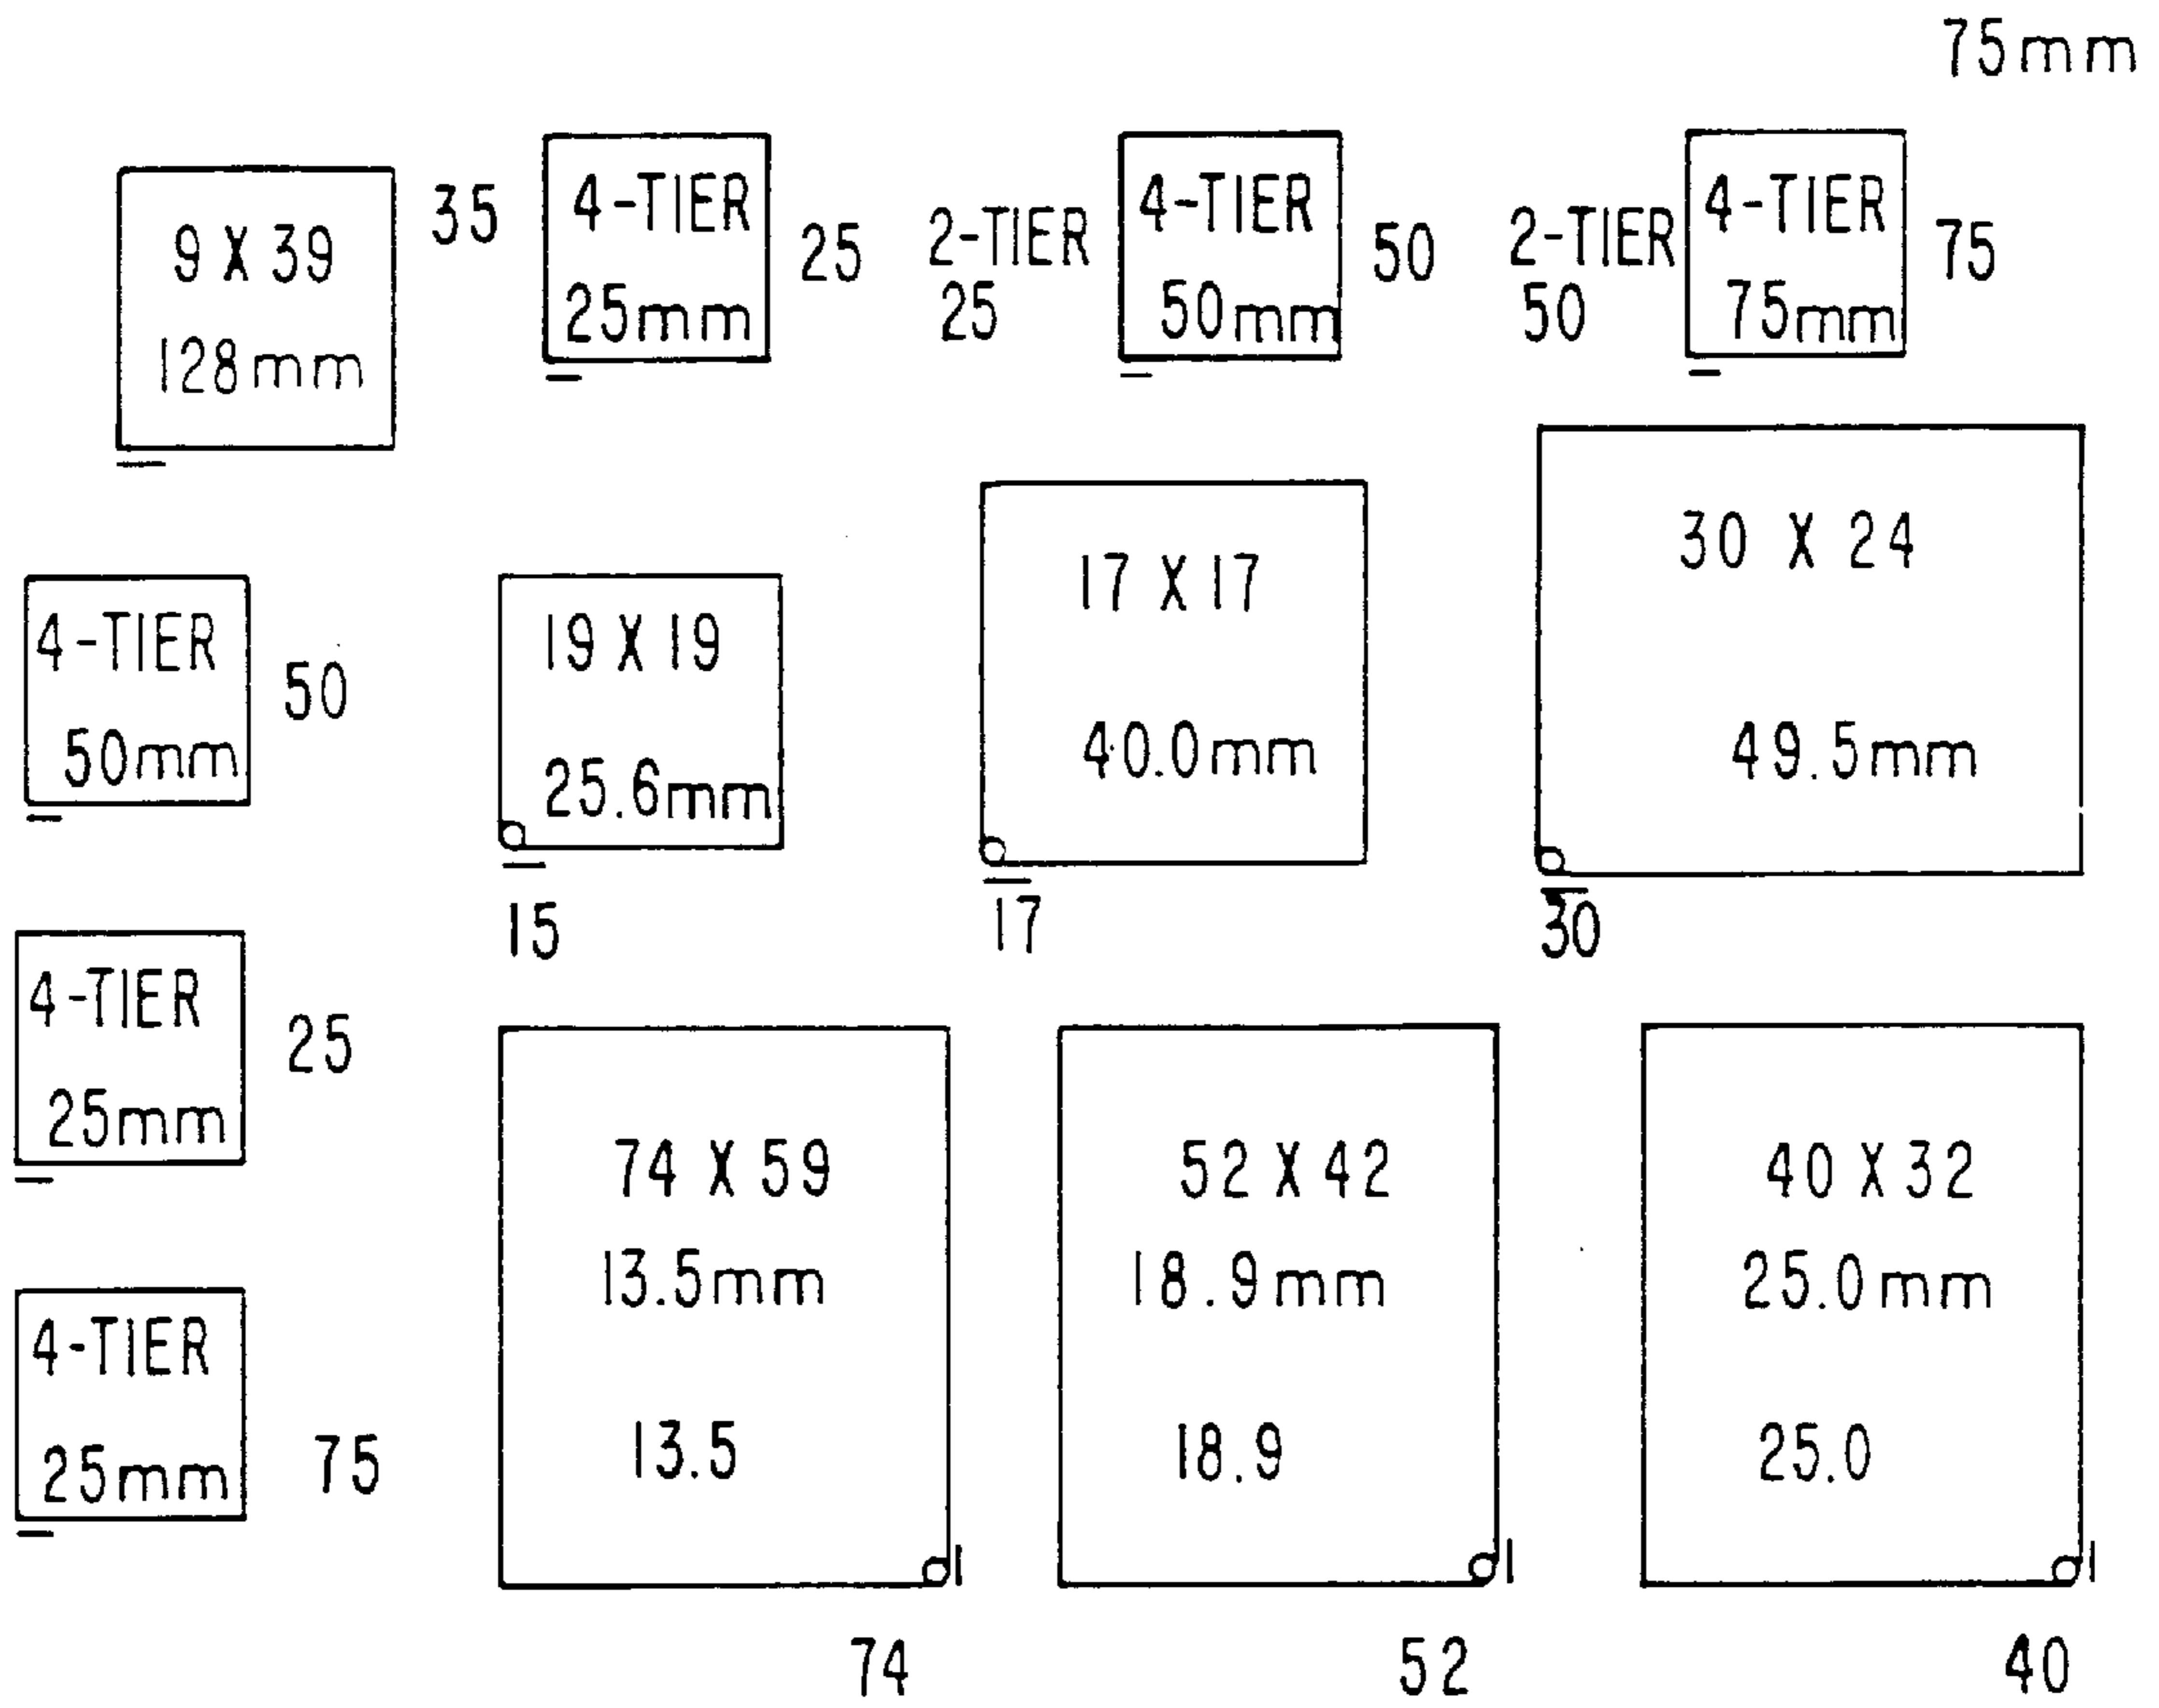 75mm
9 X 39
128mm
35
4-TIER
25mm
25
2-TIER
25
4-TIER
50mm
50
2-TIER
50
4-TIER
75mm
75
4-TIER
50mm
50
19 X 19
25.6mm
15
17 X 17
40.0mm
17
30 X 24
49.5mm
30
4-TIER
25mm
25
4-TIER
25mm
75
74 X 59
13.5mm
13.5
74
52 X 42
18.9mm
18.9
52
40 X 32
25.0mm
25.0
40